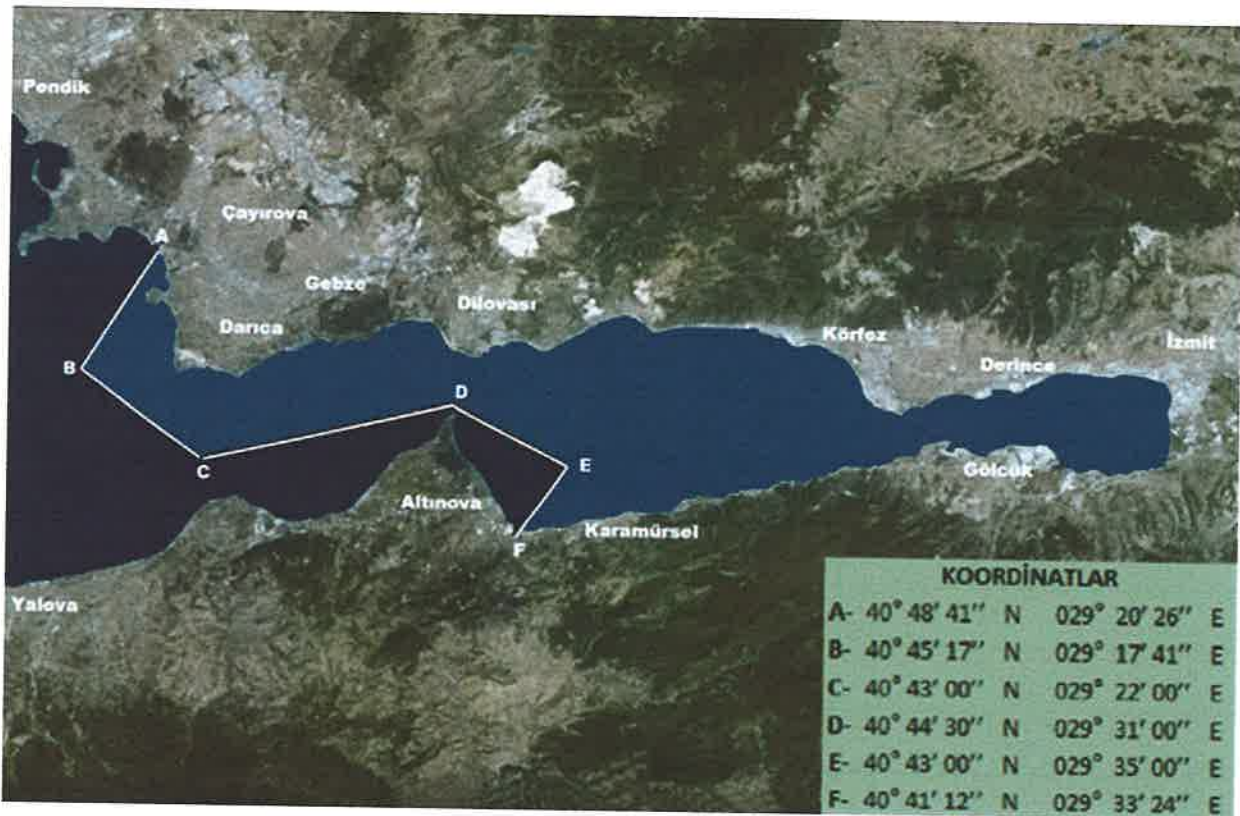 Pendik
Çayırova
A
Gebze
Dilovası
Darıca
Körfez
İzmit
B
Derince
D
C
E
Gölcük
Altınova
Karamürsel
F
Yalova
KOORDİNATLAR
A- 40° 48' 41'' N 029° 20' 26'' E
B- 40° 45' 17'' N 029° 17' 41'' E
C- 40° 43' 00'' N 029° 22' 00'' E
D- 40° 44' 30'' N 029° 31' 00'' E
E- 40° 43' 00'' N 029° 35' 00'' E
F- 40° 41' 12'' N 029° 33' 24'' E